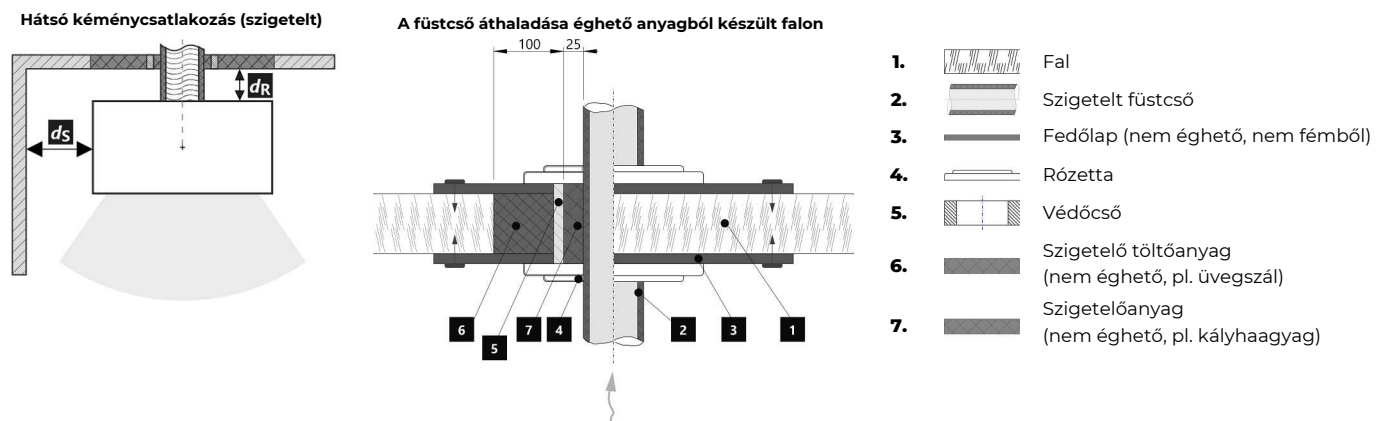 Hátsó kéménycsatlakozás (szigetelt)
dR
dS
A füstcső áthaladása éghető anyagból készült falon
100
25
6
5
7
4
2
3
1
1. Fal
2. Szigetelt füstcső
3. Fedőlap (nem éghető, nem fémből)
4. Rózetta
5. Védőcső
6. Szigetelő töltőanyag
(nem éghető, pl. üvegszál)
7. Szigetelőanyag
(nem éghető, pl. kályhaagyag)